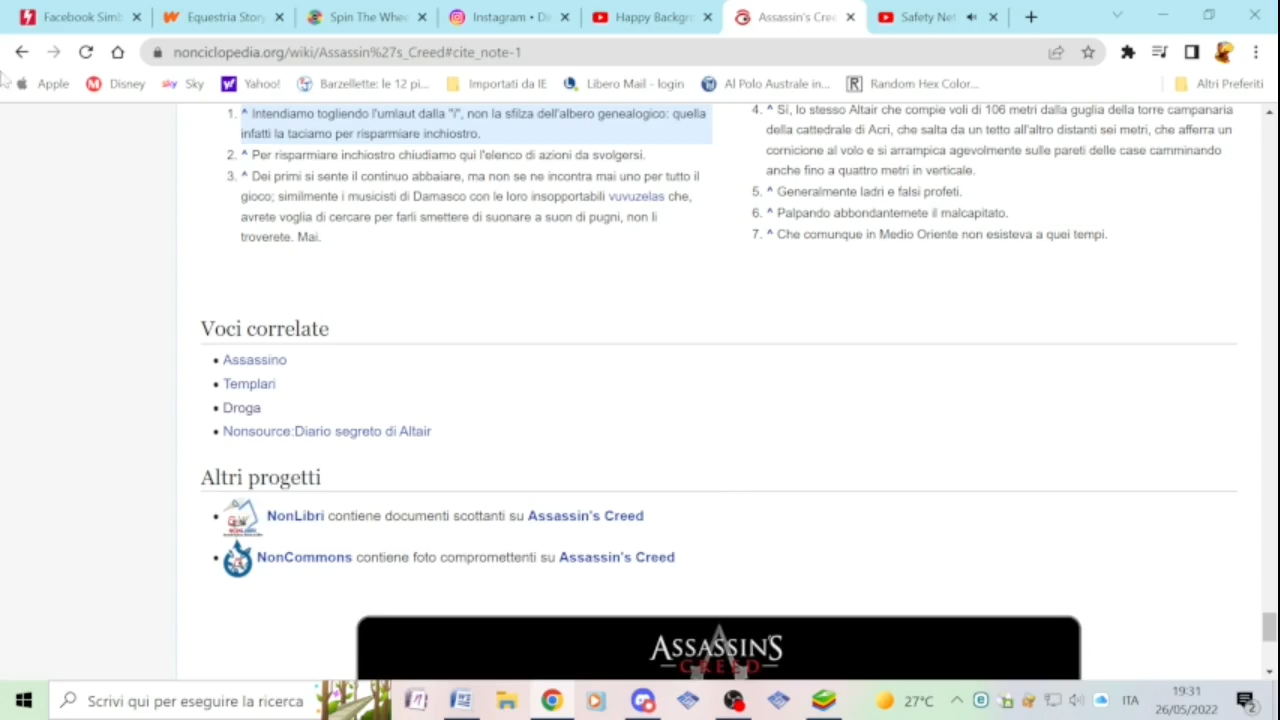 Facebook Simb
Equestria Story
Spin The Whee
Instagram • Di
Happy Backgro
Assassin's Cree
Safety Net
nonciclopedia.org/wiki/Assassin%27s_Creed#cite_note-1
Apple
Disney
sky Sky
Yahoo!
Barzellette: le 12 pi...
Importati da IE
Libero Mail - login
Al Polo Australe in...
R Random Hex Color...
Altri Preferiti
1. ^ Intendiamo togliendo l'umlaut dalla "ï", non la sfilza dell'albero genealogico: quella
infatti la taciamo per risparmiare inchiostro.
2. ^ Per risparmiare inchiostro chiudiamo qui l'elenco di azioni da svolgersi.
3. ^ Dei primi si sente il continuo abbaiare, ma non se ne incontra mai uno per tutto il
gioco; similmente i musicisti di Damasco con le loro insopportabili vuvuzelas che,
avrete voglia di cercare per farli smettere di suonare a suon di pugni, non li
troverete. Mai.
4. ^ Sì, lo stesso Altair che compie voli di 106 metri dalla guglia della torre campanaria
della cattedrale di Acri, che salta da un tetto all'altro distanti sei metri, che afferra un
cornicione al volo e si arrampica agevolmente sulle pareti delle case camminando
anche fino a quattro metri in verticale.
5. ^ Generalmente ladri e falsi profeti.
6. ^ Palpando abbondantemete il malcapitato.
7. ^ Che comunque in Medio Oriente non esisteva a quei tempi.
Voci correlate
• Assassino
• Templari
• Droga
• Nonsource:Diario segreto di Altair
Altri progetti
• NonLibri contiene documenti scottanti su Assassin's Creed
• NonCommons contiene foto compromettenti su Assassin's Creed
ASSASSIN'S
CREED
Scrivi qui per eseguire la ricerca
27°C
ITA
19:31
26/05/2022
2